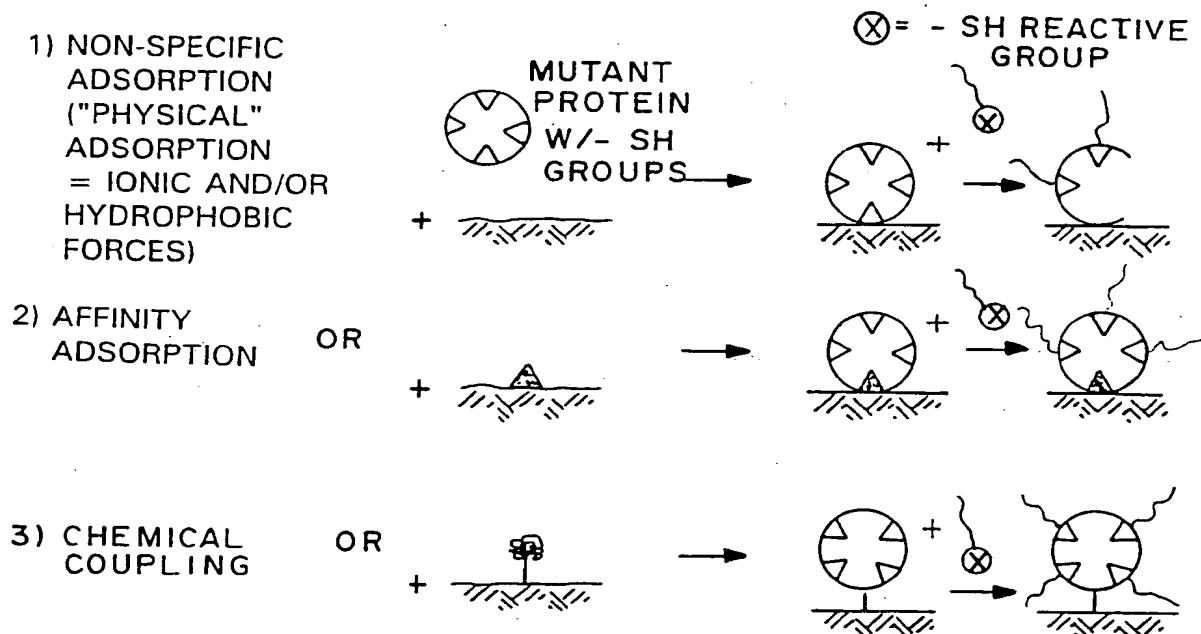 1) NON-SPECIFIC
ADSORPTION
("PHYSICAL"
ADSORPTION
= IONIC AND/OR
HYDROPHOBIC
FORCES)
MUTANT
PROTEIN
W/- SH
GROUPS
+
Ⓧ= - SH REACTIVE
GROUP
+
X
2) AFFINITY
ADSORPTION
OR
+
+
X
3) CHEMICAL
COUPLING
OR
+
+
X